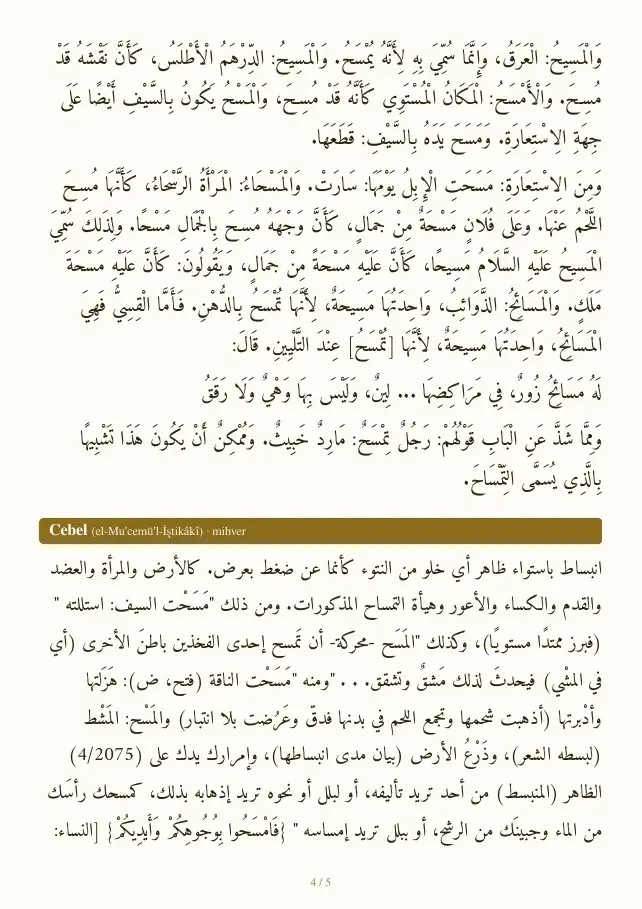 وَالْمَسِيحُ: الْعَرَقُ، وَإِنَّمَا سُمِّيَ بِهِ لِأَنَّهُ يُمْسَحُ. وَالْمَسِيحُ: الدِّرْهَمُ الْأَطْلَسُ، كَأَنَّ نَقْشَهُ قَدْ
مُسِحَ. وَالْأَمْسَحُ: الْمَكَانُ الْمُسْتَوِي كَأَنَّهُ قَدْ مُسِحَ، وَالْمَسْحُ يَكُونُ بِالسَّيْفِ أَيْضًا عَلَى
جِهَةِ الِاسْتِعَارَةِ. وَمَسَحَ يَدَهُ بِالسَّيْفِ: قَطَعَهَا.
وَمِنَ الِاسْتِعَارَةِ: مَسَحَتِ الْإِبِلُ يَوْمَهَا: سَارَتْ. وَالْمَسْحَاءُ: الْمَرْأَةُ الرَّسْحَاءُ، كَأَنَّهَا مُسِحَ
اللَّحْمُ عَنْهَا. وَعَلَى فُلَانٍ مَسْحَةٌ مِنْ جَمَالٍ، كَأَنَّ وَجْهَهُ مُسِحَ بِالْجَمَالِ مَسْحًا. وَلِذَلِكَ سُمِّيَ
الْمَسِيحُ عَلَيْهِ السَّلَامُ مَسِيحًا، كَأَنَّ عَلَيْهِ مَسْحَةً مِنْ جَمَالٍ، وَيَقُولُونَ: كَأَنَّ عَلَيْهِ مَسْحَةَ
مَلَكٍ. وَالْمَسَائِحُ: الذَّوَائِبُ، وَاحِدَتُهَا مَسِيحَةٌ، لِأَنَّهَا تُمْسَحُ بِالدُّهْنِ. فَأَمَّا الْقِسِيُّ فَهِيَ
الْمَسَائِحُ، وَاحِدَتُهَا مَسِيحَةٌ، لِأَنَّهَا [تُمْسَحُ] عِنْدَ التَّلْيِينِ. قَالَ:
لَهُ مَسَائِحُ زُورٌ، فِي مَرَاكِضِهَا ... لِينٌ، وَلَيْسَ بِهَا وَهْيٌ وَلَا رَقَقُ
وَمِمَّا شَذَّ عَنِ الْبَابِ قَوْلُهُمْ: رَجُلٌ تِمْسَحٌ: مَارِدٌ خَبِيثٌ. وَمُمْكِنٌ أَنْ يَكُونَ هَذَا تَشْبِيهًا
بِالَّذِي يُسَمَّى التِّمْسَاحَ.
Cebel (el-Mu'cemü'l-İştikâkî) · mihver
انبساط باستواء ظاهر أي خلو من النتوء كأنما عن ضغط بعرض. كالأرض والمرأة والعضد
والقدم والكساء والأعور وهيأة التمساح المذكورات. ومن ذلك "مَسَحْت السيف: استللته "
(فبرز ممتدًا مستويًا)، وكذلك "المَسَح -محركة- أن تَمسح إحدى الفخذين باطنَ الأخرى (أي
في المشْي) فيحدثَ لذلك مَشقٌ وتشقق. . . "ومنه "مَسَحْت الناقة (فتح، ض): هَزَلتها
وأدْبرتها (أذهبت شحمها وتجمع اللحم في بدنها فدقّ وعَرُضت بلا انتبار) والمَسْح: المَشْط
(لبسطه الشعر)، وذَرْعُ الأرض (بيان مدى انبساطها)، وإمرارك يدك على (4/2075)
الظاهر (المنبسط) من أحد تريد تأليفه، أو لبلل أو نحوه تريد إذهابه بذلك، كمسحك رأسَك
من الماء وجبينَك من الرشح، أو ببلل تريد إمساسه " {فَامْسَحُوا بِوُجُوهِكُمْ وَأَيْدِيكُمْ} [النساء:
4 / 5